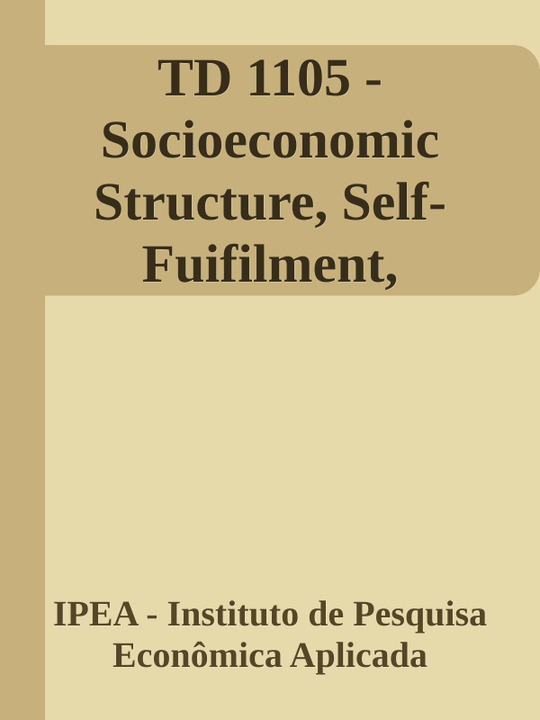 TD 1105 -
Socioeconomic
Structure, Self-
Fuifilment,
IPEA - Instituto de Pesquisa
Econômica Aplicada